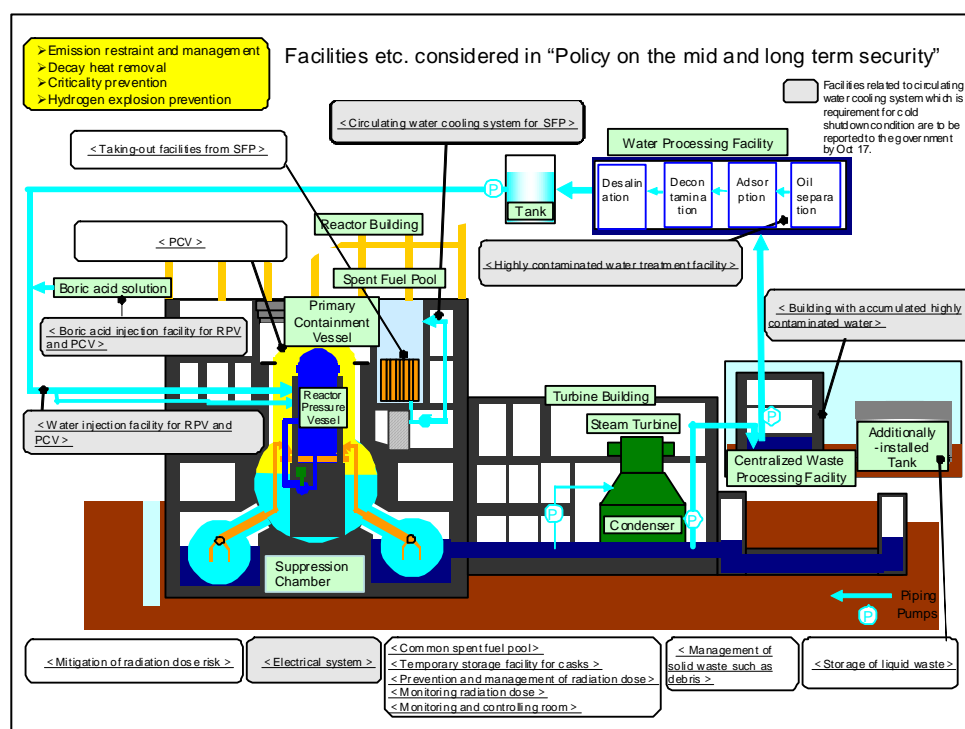 ➢Emission restraint and management
➢Decay heat removal
➢Criticality prevention
➢Hydrogen explosion prevention
Facilities etc. considered in “Policy on the mid and long term security”
Facilities related to circulating
water cooling system which is
requirement for cold
shutdown condition are to be
reported to the government
by Oct 17.
< Circulating water cooling system for SFP>
< Taking-out facilities from SFP>
Water Processing Facility
Desalin
ation
Decon
tamina
tion
Adsor
ption
Oil
separa
tion
P
Tank
Reactor Building
< PCV >
Spent Fuel Pool
< Highly contaminated water treatment facility>
Boric acid solution
Primary
Containment
Vessel
< Building with accumulated highly
contaminated water>
< Boric acid injection facility for RPV
and PCV >
Reactor
Pressure
Vessel
Turbine Building
Steam Turbine
< Water injection facility for RPV and
PCV>
P
Additionally
-installed
Tank
Centralized Waste
Processing Facility
P
P
Condenser
Suppression
Chamber
Piping
P
Pumps
< Mitigation of radiation dose risk >
< Electrical system >
< Common spent fuel pool>
< Temporary storage facility for casks >
< Prevention and management of radiation dose>
< Monitoring radiation dose >
< Monitoring and controlling room >
< Management of
solid waste such as
debris >
< Storage of liquid waste>